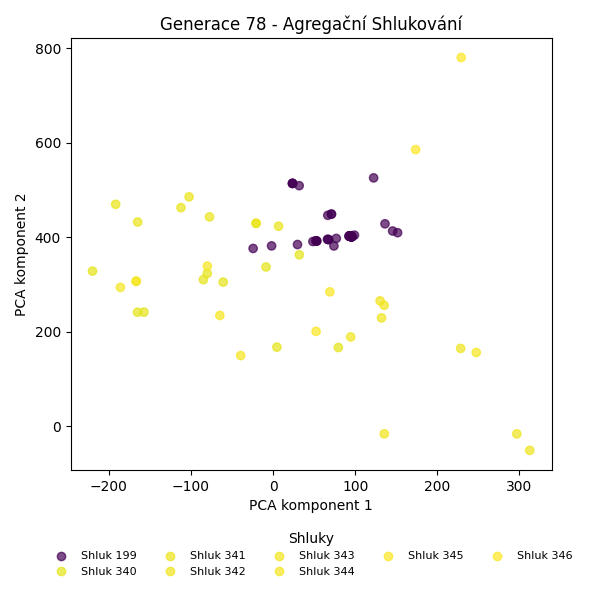 Generace 78 - Agregační Shlukování
800
600
400
200
0
PCA komponent 2
−200 −100 0 100 200 300
PCA komponent 1
Shluky
Shluk 199 Shluk 341 Shluk 343 Shluk 345 Shluk 346
Shluk 340 Shluk 342 Shluk 344